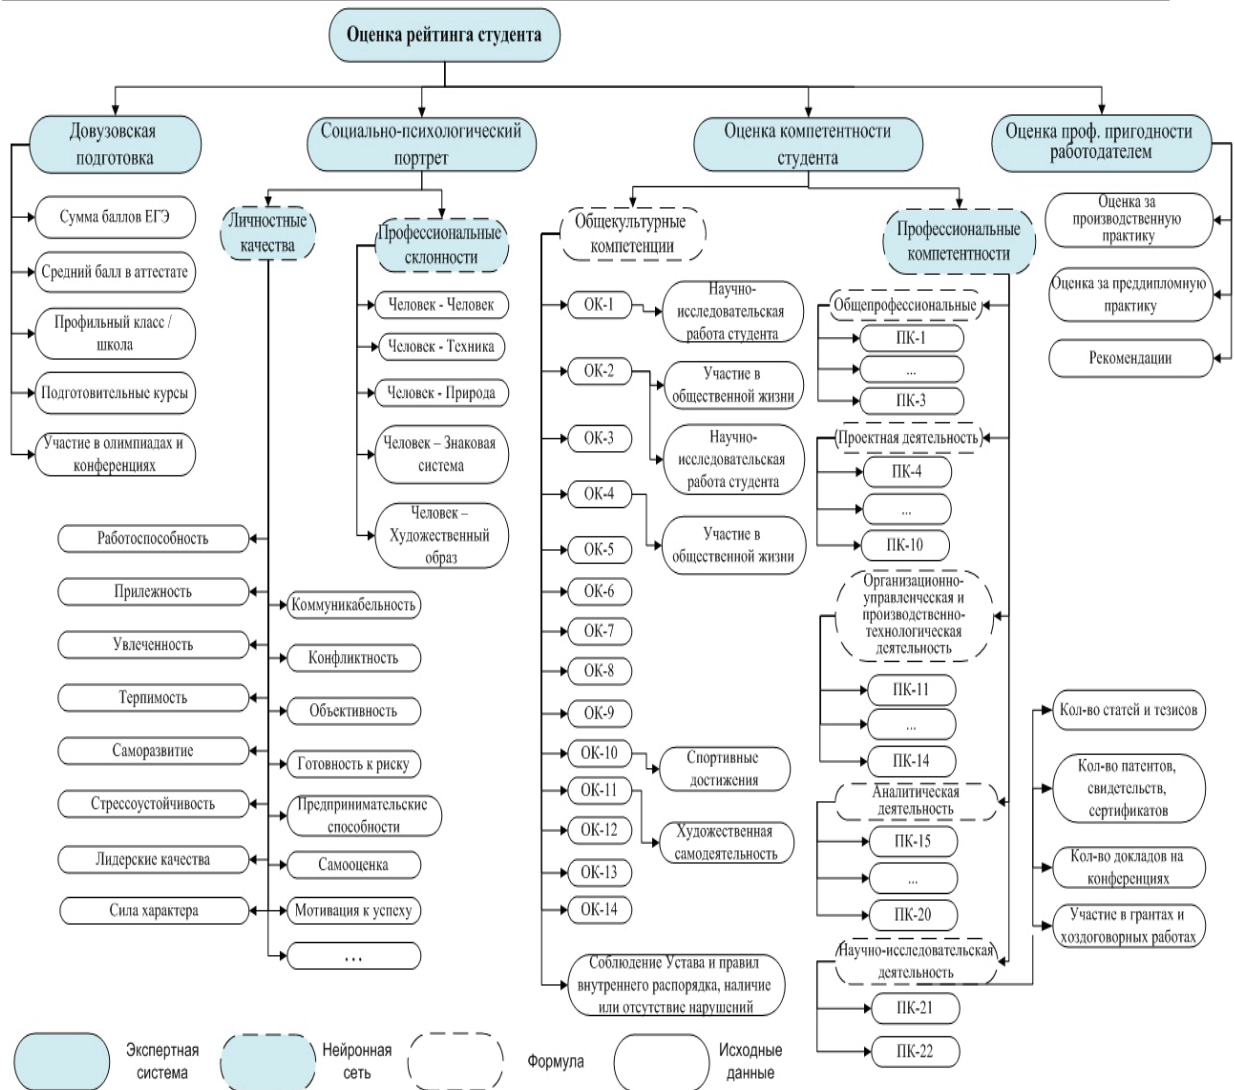 Оценка рейтинга студента
Довузовская
подготовка
Социально-психологический
портрет
Оценка компетентности
студента
Оценка проф. пригодности
работодателем
Сумма баллов ЕГЭ
Средний балл в аттестате
Профильный класс /
школа
Подготовительные курсы
Участие в олимпиадах и
конференциях
Личностные
качества
Профессиональные
склонности
Человек - Человек
Человек - Техника
Человек - Природа
Человек – Знаковая
система
Человек –
Художественный
образ
Работоспособность
Прилежность
Увлеченность
Терпимость
Саморазвитие
Стрессоустойчивость
Лидерские качества
Сила характера
Коммуникабельность
Конфликтность
Объективность
Готовность к риску
Предпринимательские
способности
Самооценка
Мотивация к успеху
...
Общекультурные
компетенции
ОК-1
ОК-2
ОК-3
ОК-4
ОК-5
ОК-6
ОК-7
ОК-8
ОК-9
ОК-10
ОК-11
ОК-12
ОК-13
ОК-14
Соблюдение Устава и правил
внутреннего распорядка, наличие
или отсутствие нарушений
Научно-
исследовательская
работа студента
Участие в
общественной жизни
Научно-
исследовательская
работа студента
Участие в
общественной жизни
Спортивные
достижения
Художественная
самодеятельность
Профессиональные
компетентности
Общепрофессиональные
ПК-1
...
ПК-3
Проектная деятельность
ПК-4
...
ПК-10
Организационно-
управленческая и
производственно-
технологическая
деятельность
ПК-11
...
ПК-14
Аналитическая
деятельность
ПК-15
...
ПК-20
Научно-исследовательская
деятельность
ПК-21
ПК-22
Оценка за
производственную
практику
Оценка за преддипломную
практику
Рекомендации
Кол-во статей и тезисов
Кол-во патентов,
свидетельств,
сертификатов
Кол-во докладов на
конференциях
Участие в грантах и
хоздоговорных работах
Экспертная
система
Нейронная
сеть
Формула
Исходные
данные